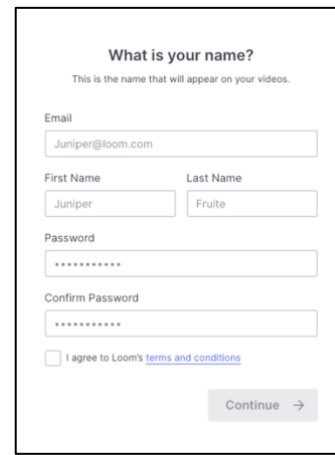 What is your name?
This is the name that will appear on your videos.
Email
Juniper@loom.com
First Name Last Name
Juniper Fruite
Password
•••••••••••
Confirm Password
•••••••••••
I agree to Loom's terms and conditions
Continue →